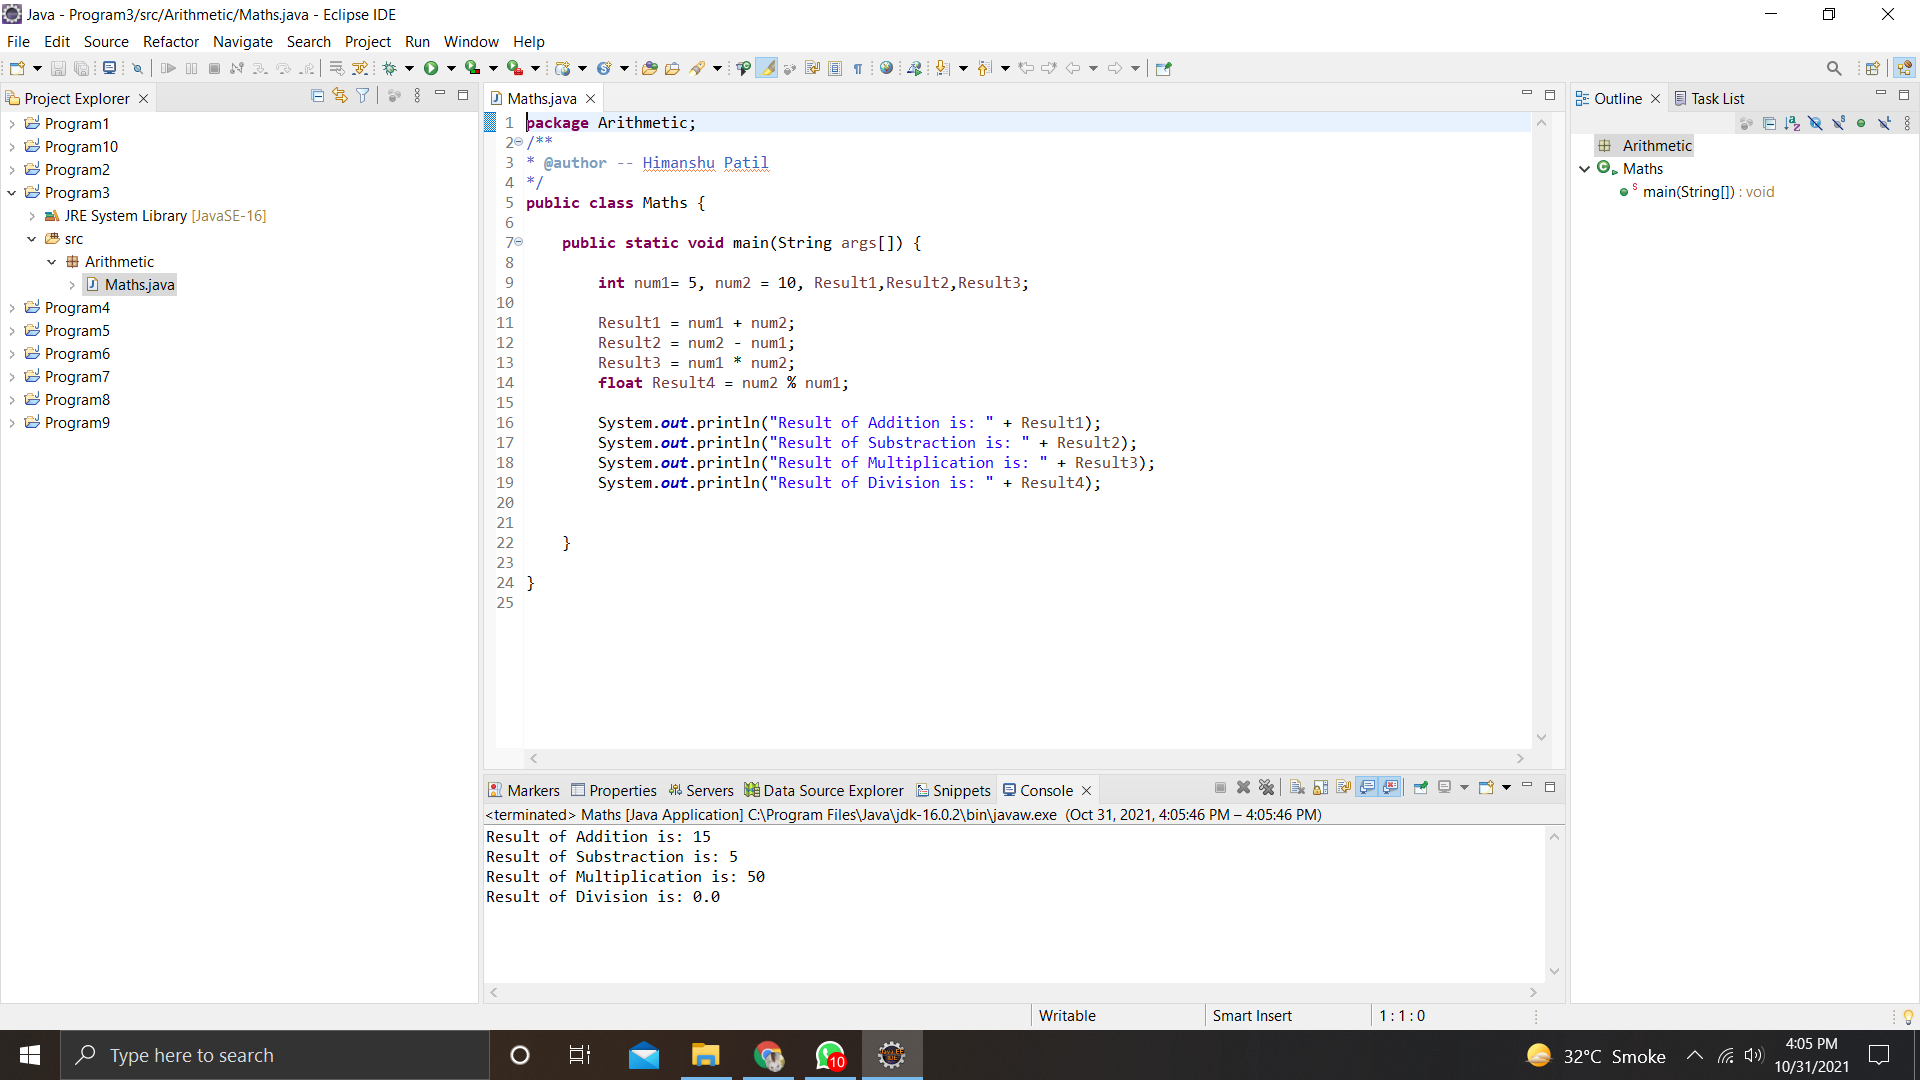 Java - Program3/src/Arithmetic/Maths.java - Eclipse IDE
File Edit Source Refactor Navigate Search Project Run Window Help
Project Explorer
Program1
Program10
Program2
Program3
JRE System Library [JavaSE-16]
src
Arithmetic
Maths.java
Program4
Program5
Program6
Program7
Program8
Program9
Maths.java
1 package Arithmetic;
2 /**
3 * @author -- Himanshu Patil
4 */
5 public class Maths {
6
7 public static void main(String args[]) {
8
9 int num1= 5, num2 = 10, Result1,Result2,Result3;
10
11 Result1 = num1 + num2;
12 Result2 = num2 - num1;
13 Result3 = num1 * num2;
14 float Result4 = num2 % num1;
15
16 System.out.println("Result of Addition is: " + Result1);
17 System.out.println("Result of Substraction is: " + Result2);
18 System.out.println("Result of Multiplication is: " + Result3);
19 System.out.println("Result of Division is: " + Result4);
20
21
22 }
23
24 }
25
Outline Task List
Arithmetic
Maths
main(String[]) : void
Markers Properties Servers Data Source Explorer Snippets Console
<terminated> Maths [Java Application] C:\Program Files\Java\jdk-16.0.2\bin\javaw.exe (Oct 31, 2021, 4:05:46 PM – 4:05:46 PM)
Result of Addition is: 15
Result of Substraction is: 5
Result of Multiplication is: 50
Result of Division is: 0.0
Writable Smart Insert 1 : 1 : 0
Type here to search
10
32°C Smoke
4:05 PM
10/31/2021